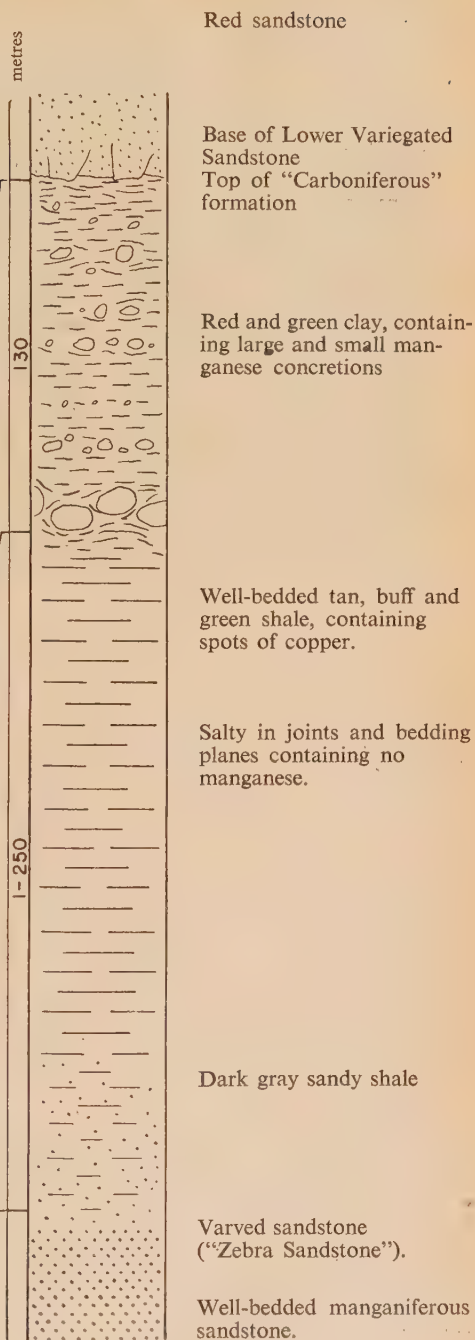 Red sandstone
metres
Base of Lower Variegated
Sandstone
Top of “Carboniferous”
formation
130
Red and green clay, contain-
ing large and small man-
ganese concretions
Well-bedded tan, buff and
green shale, containing
spots of copper.
Salty in joints and bedding
planes containing no
manganese.
1-250
Dark gray sandy shale
Varved sandstone
(“Zebra Sandstone”).
Well-bedded manganiferous
sandstone.